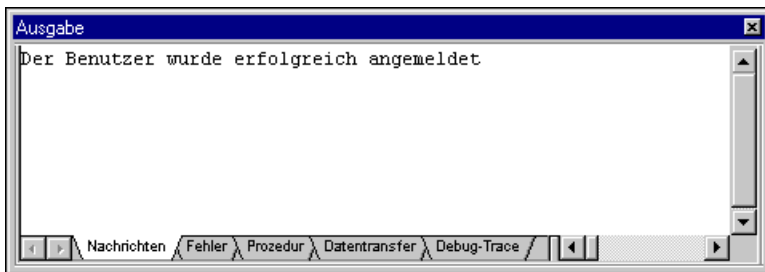 Ausgabe
Der Benutzer wurde erfolgreich angemeldet
Nachrichten Fehler Prozedur Datentransfer Debug-Trace